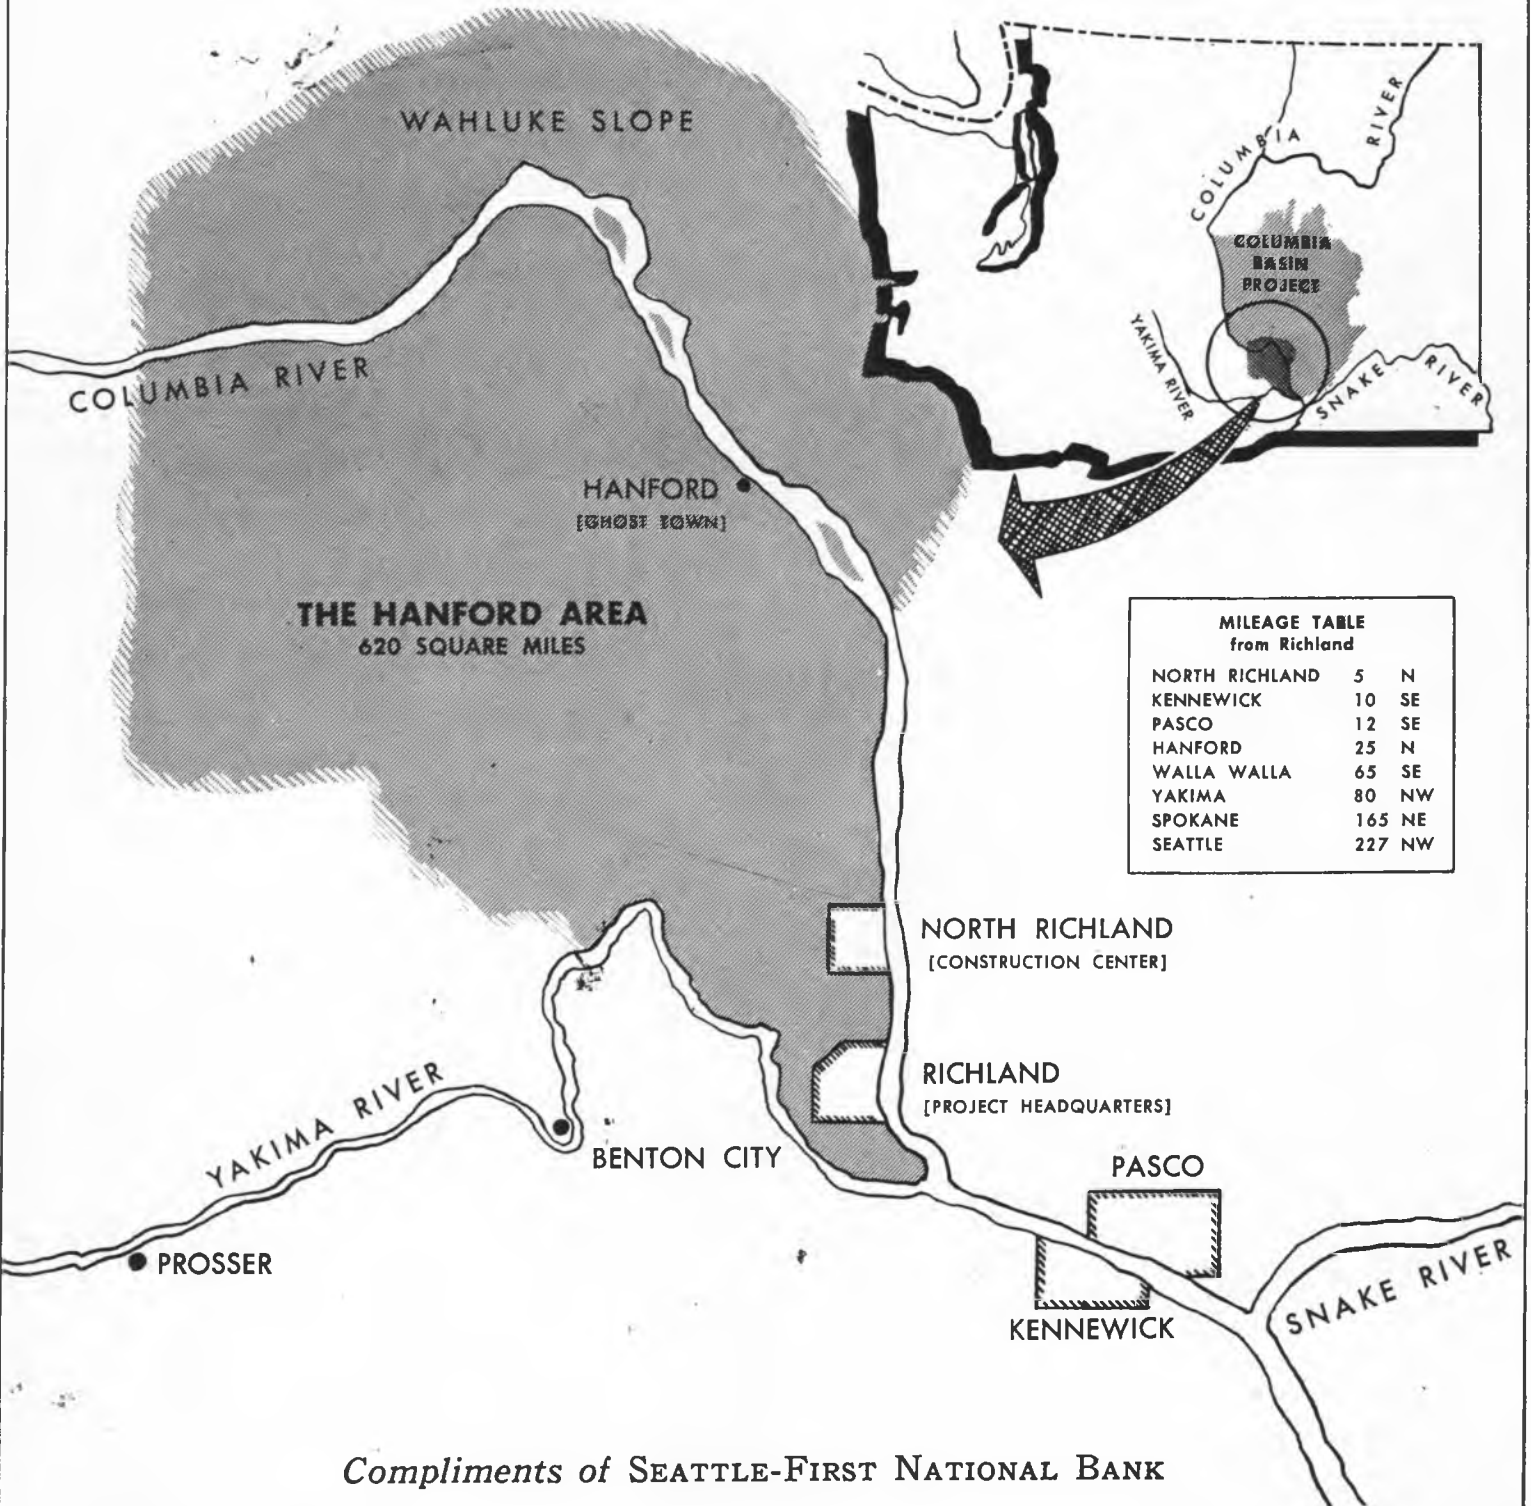 WAHLUKE SLOPE
COLUMBIA RIVER
HANFORD
[GHOST TOWN]
THE HANFORD AREA
620 SQUARE MILES
COLUMBIA
RIVER
COLUMBIA
BASIN
PROJECT
YAKIMA RIVER
SNAKE RIVER
MILEAGE TABLE
from Richland
NORTH RICHLAND 5 N
KENNEWICK 10 SE
PASCO 12 SE
HANFORD 25 N
WALLA WALLA 65 SE
YAKIMA 80 NW
SPOKANE 165 NE
SEATTLE 227 NW
NORTH RICHLAND
[CONSTRUCTION CENTER]
RICHLAND
[PROJECT HEADQUARTERS]
YAKIMA RIVER
BENTON CITY
PASCO
PROSSER
KENNEWICK
SNAKE RIVER
Compliments of SEATTLE-FIRST NATIONAL BANK